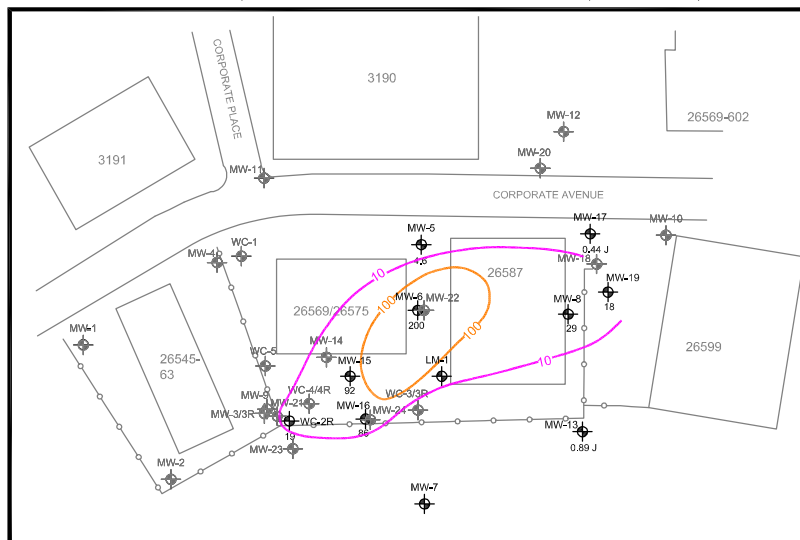 CORPORATE PLACE
3190
3191
26569-602
MW-12
MW-20
MW-11
CORPORATE AVENUE
MW-5
4.6
MW-17
0.44 J
MW-10
WC-1
MW-4
MW-18
10
26587
MW-19
18
MW-6
200
MW-22
100
100
26569/26575
MW-8
29
MW-1
26545-
63
MW-14
WC-5
MW-15
92
LM-1
10
26599
WC-4/4R
WC-3/3R
MW-9
MW-21
MW-3/3R
WC-2R
19
MW-16
86
MW-24
MW-23
MW-13
0.89 J
MW-2
MW-7